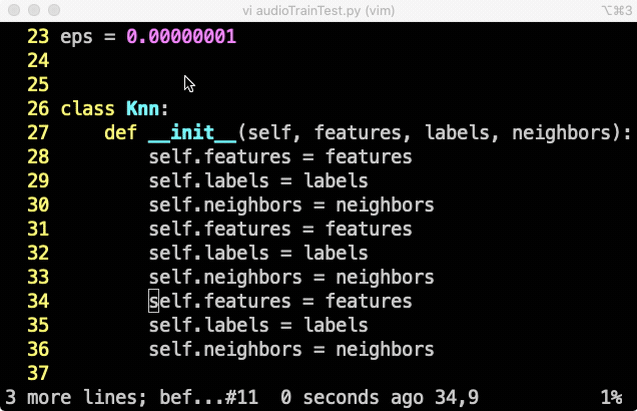 vi audioTrainTest.py (vim) ⌥⌘3
23 eps = 0.00000001
24
25
26 class Knn:
27     def __init__(self, features, labels, neighbors):
28         self.features = features
29         self.labels = labels
30         self.neighbors = neighbors
31         self.features = features
32         self.labels = labels
33         self.neighbors = neighbors
34         self.features = features
35         self.labels = labels
36         self.neighbors = neighbors
37
3 more lines; bef...#11  0 seconds ago 34,9 1%